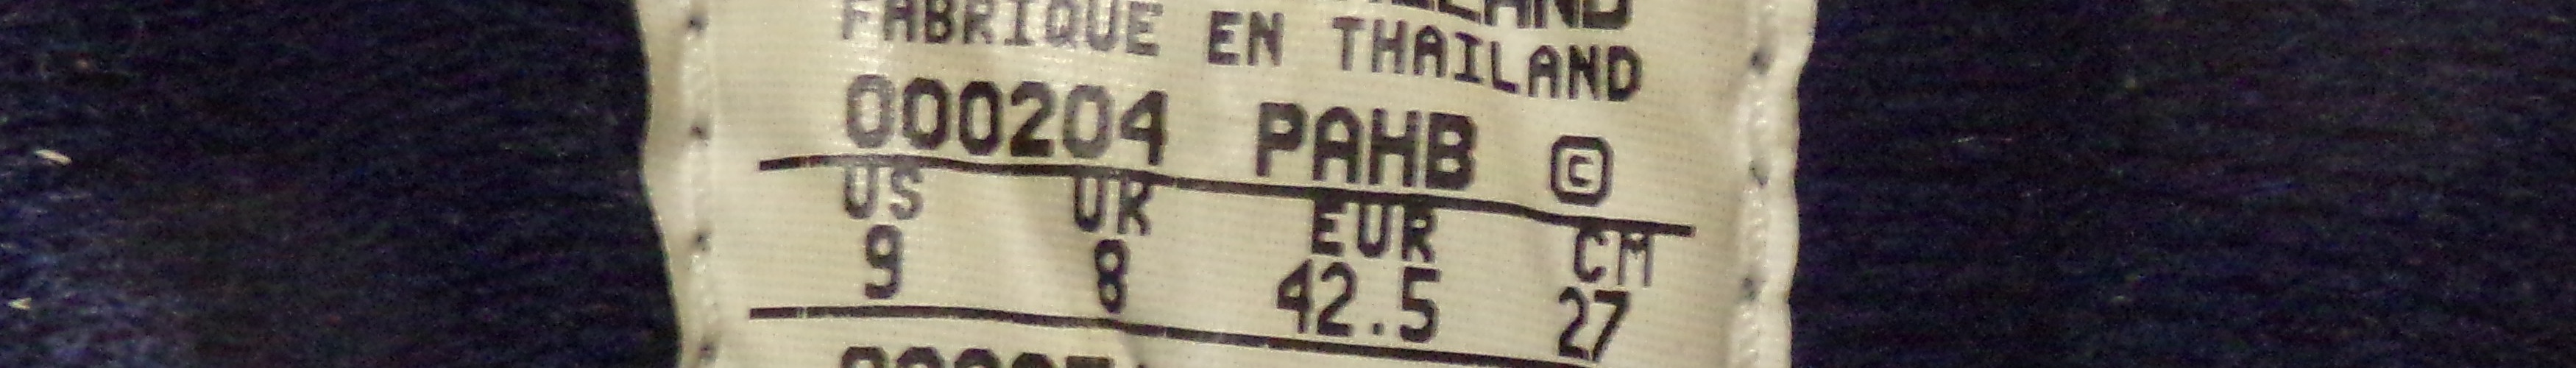 FABRIQUE EN THAILAND
000204 PAHB ©
US UK EUR CM
9 8 42.5 27